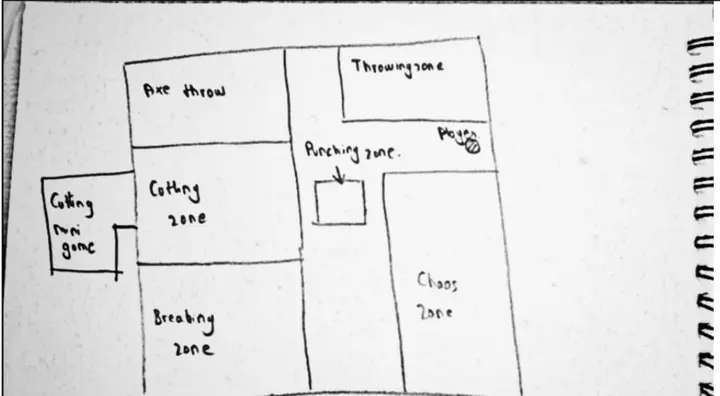 Axe throw
Throwing zone
Player
Punching zone.
Cutting
zone
Cutting
mini
game
Chaos
zone
Breaking
zone